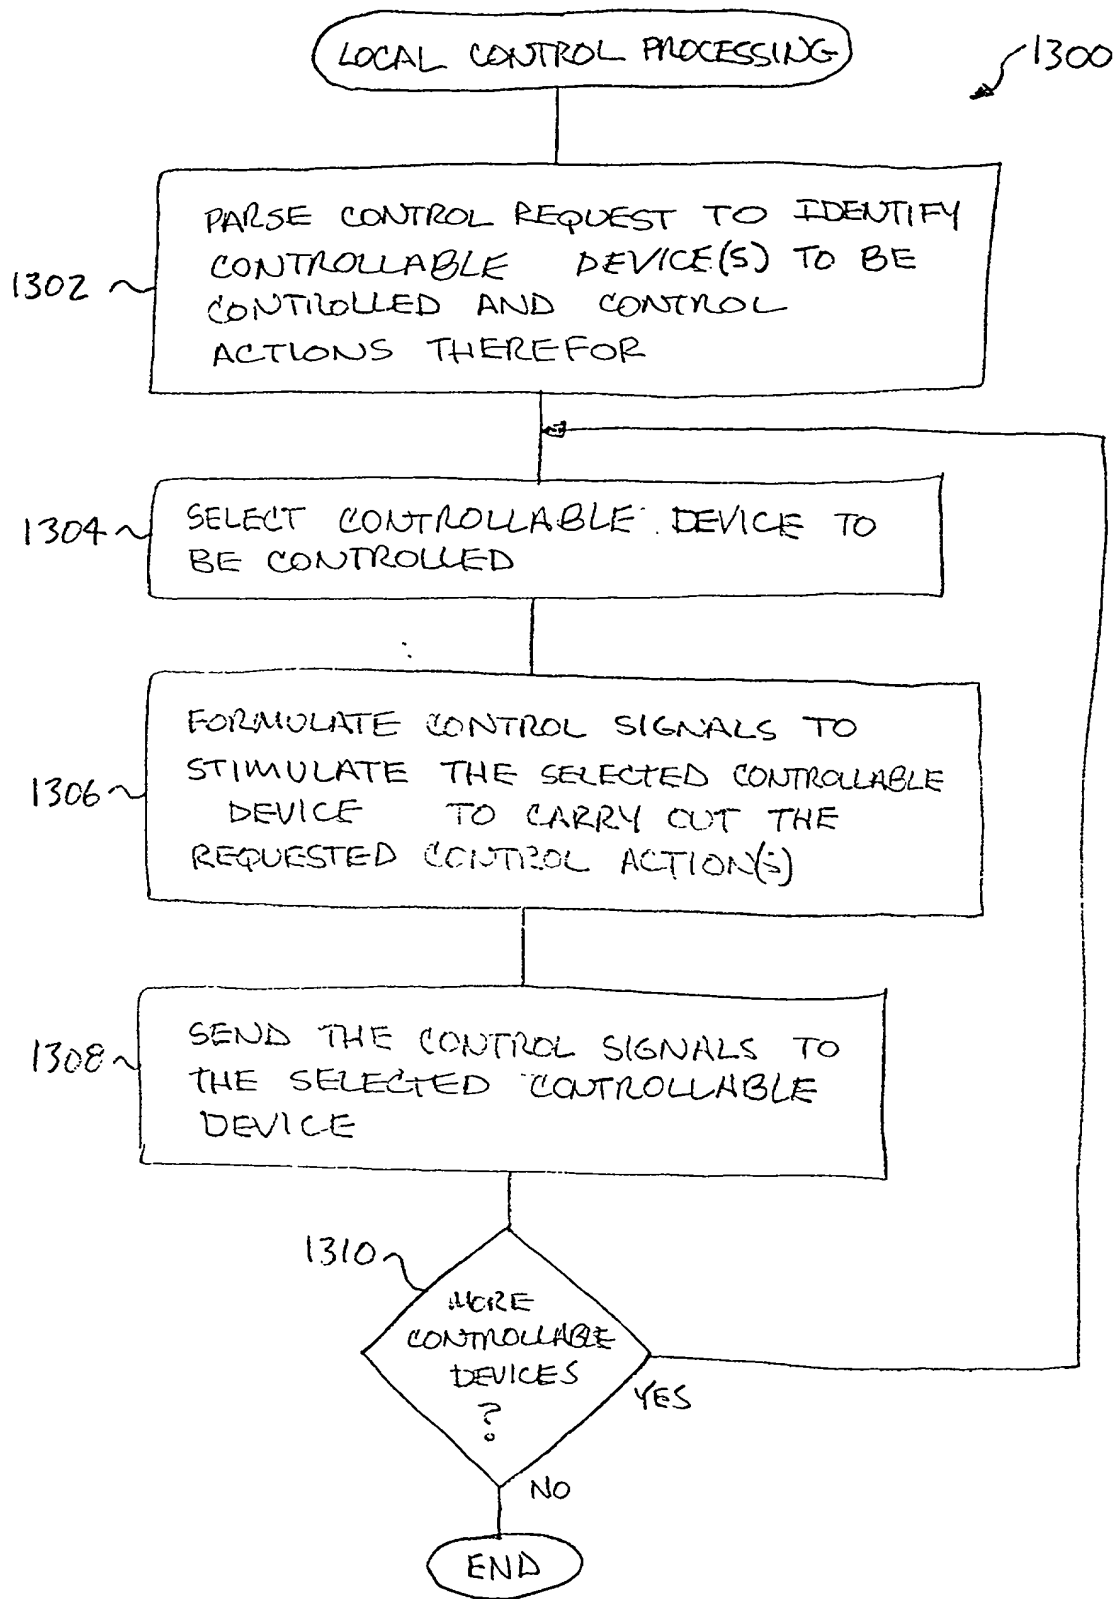 LOCAL CONTROL PROCESSING
1300
PARSE CONTROL REQUEST TO IDENTIFY
CONTROLLABLE DEVICE(S) TO BE
CONTROLLED AND CONTROL
ACTIONS THEREFOR
1302
SELECT CONTROLLABLE DEVICE TO
BE CONTROLLED
1304
FORMULATE CONTROL SIGNALS TO
STIMULATE THE SELECTED CONTROLLABLE
DEVICE TO CARRY OUT THE
REQUESTED CONTROL ACTION(S)
1306
SEND THE CONTROL SIGNALS TO
THE SELECTED CONTROLLABLE
DEVICE
1308
1310
MORE
CONTROLLABLE
DEVICES
?
YES
NO
END